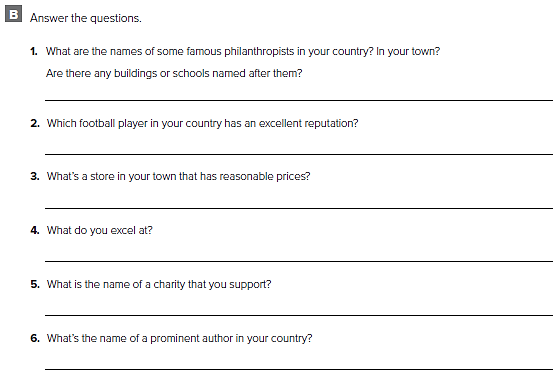 B Answer the questions.
1. What are the names of some famous philanthropists in your country? In your town?
Are there any buildings or schools named after them?
2. Which football player in your country has an excellent reputation?
3. What's a store in your town that has reasonable prices?
4. What do you excel at?
5. What is the name of a charity that you support?
6. What's the name of a prominent author in your country?